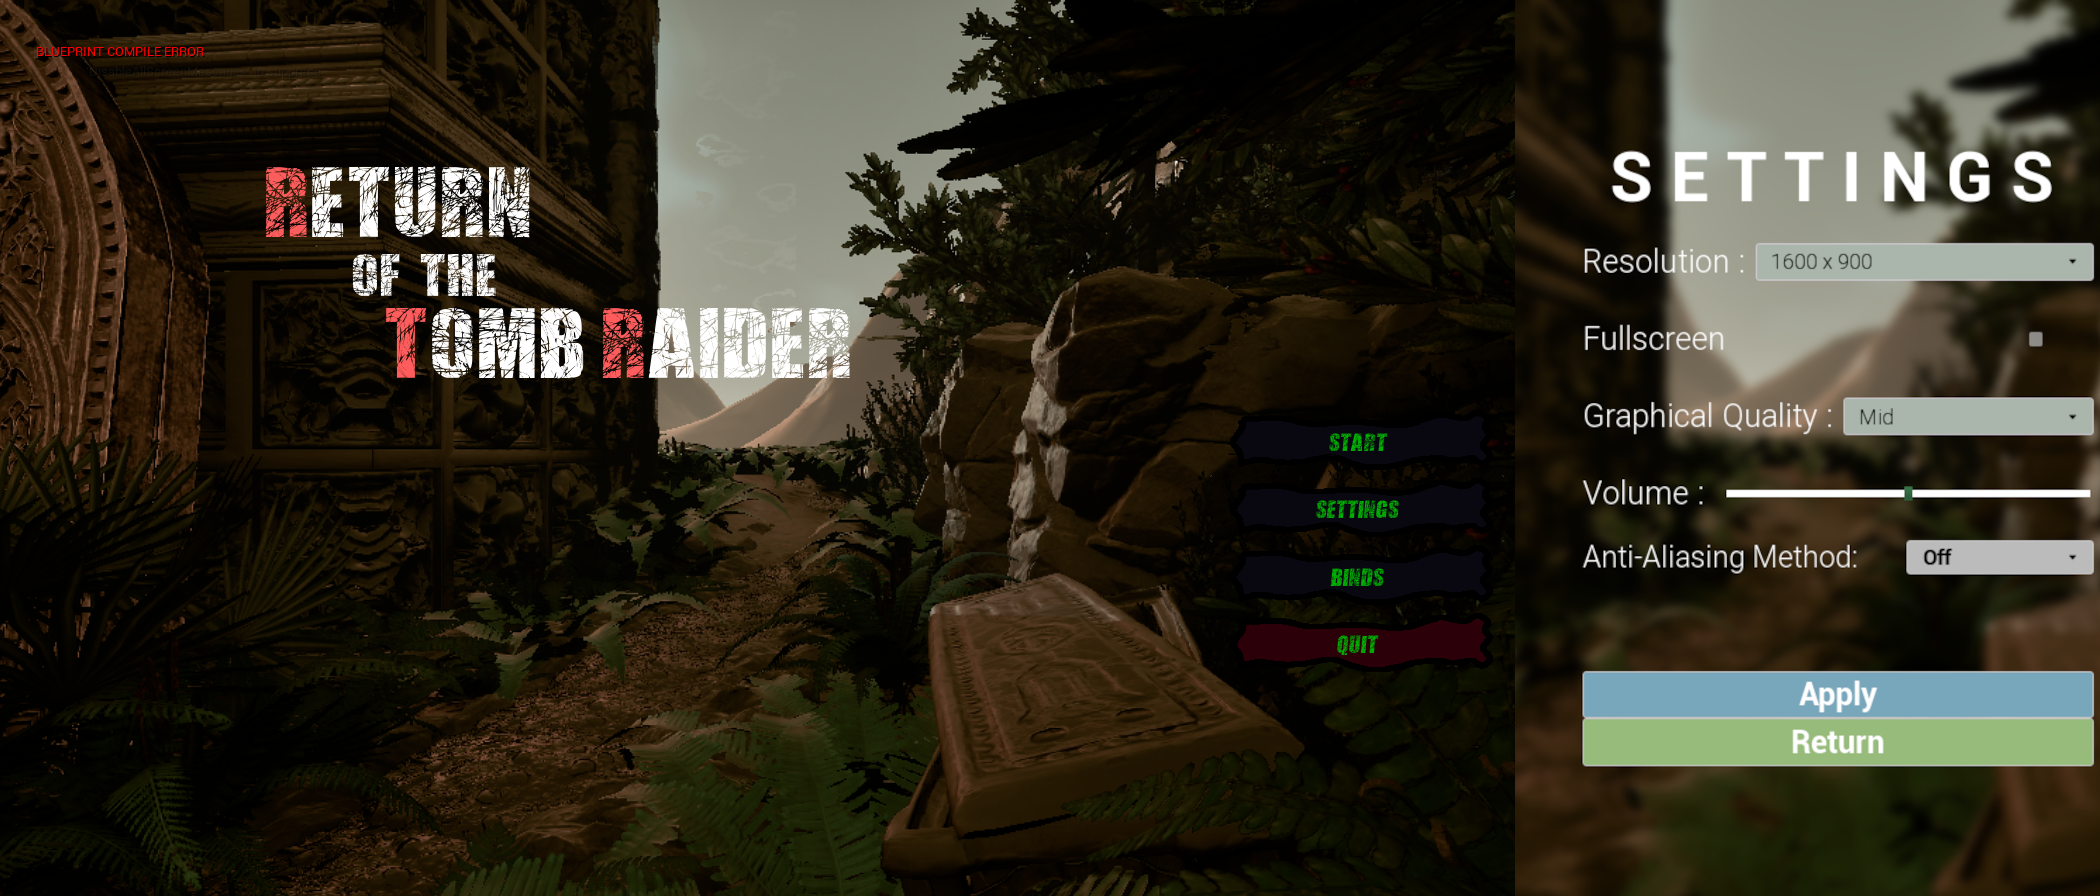 BLUEPRINT COMPILE ERROR
RETURN
OF THE
TOMB RAIDER
START
SETTINGS
BINDS
QUIT
SETTINGS
Resolution : 1600 x 900
Fullscreen
Graphical Quality : Mid
Volume :
Anti-Aliasing Method: Off
Apply
Return